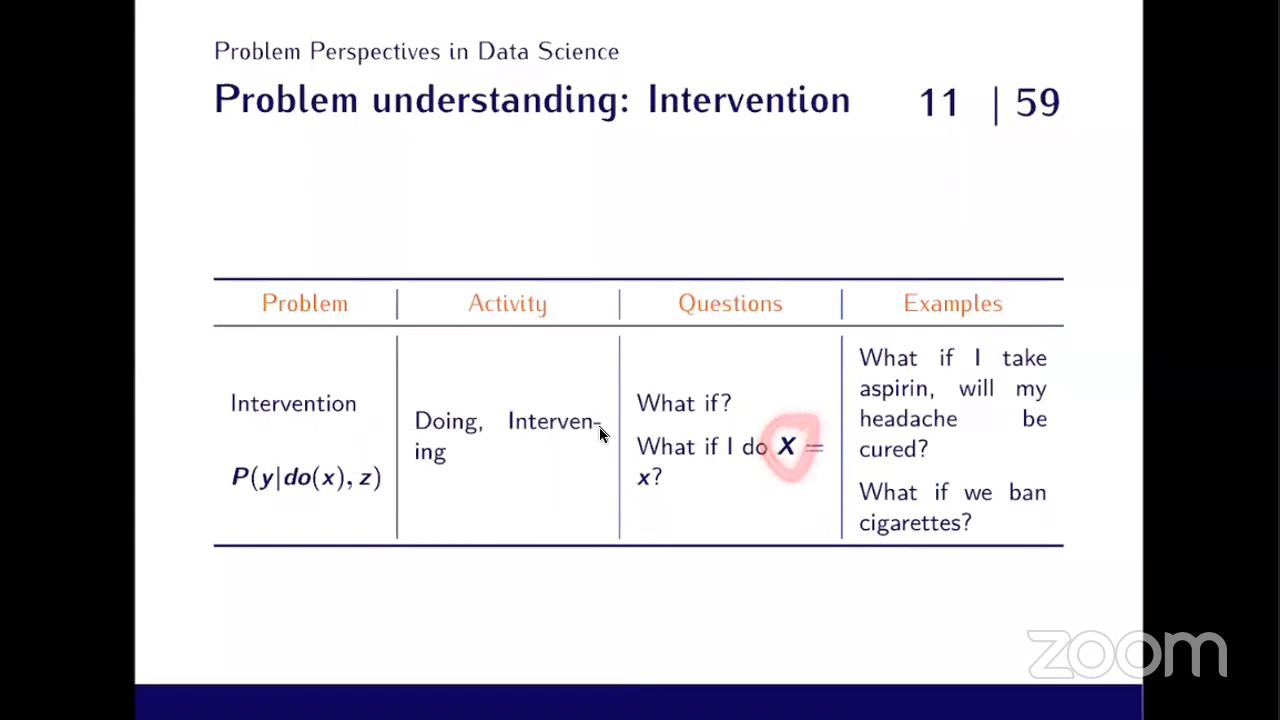 Problem Perspectives in Data Science
Problem understanding: Intervention 11 | 59
Problem Activity Questions Examples
Intervention
P(y|do(x), z)
Doing, Interven-
ing
What if?
What if I do X =
x?
What if I take
aspirin, will my
headache be
cured?
What if we ban
cigarettes?
zoom